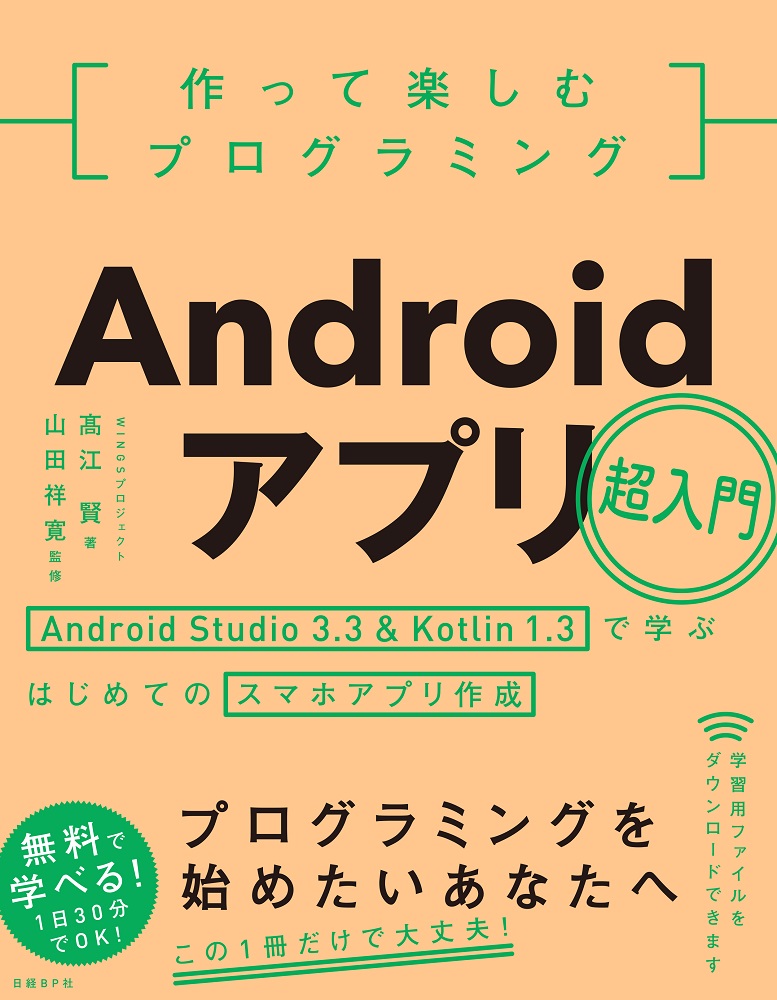 作って楽しむ
プログラミング
Android
アプリ
超入門
WINGSプロジェクト
髙江 賢 著
山田祥寛 監修
Android Studio 3.3 & Kotlin 1.3で学ぶ
はじめてのスマホアプリ作成
学習用ファイルを
ダウンロードできます
プログラミングを
始めたいあなたへ
この1冊だけで大丈夫!
無料で
学べる!
1日30分
でOK!
日経BP社